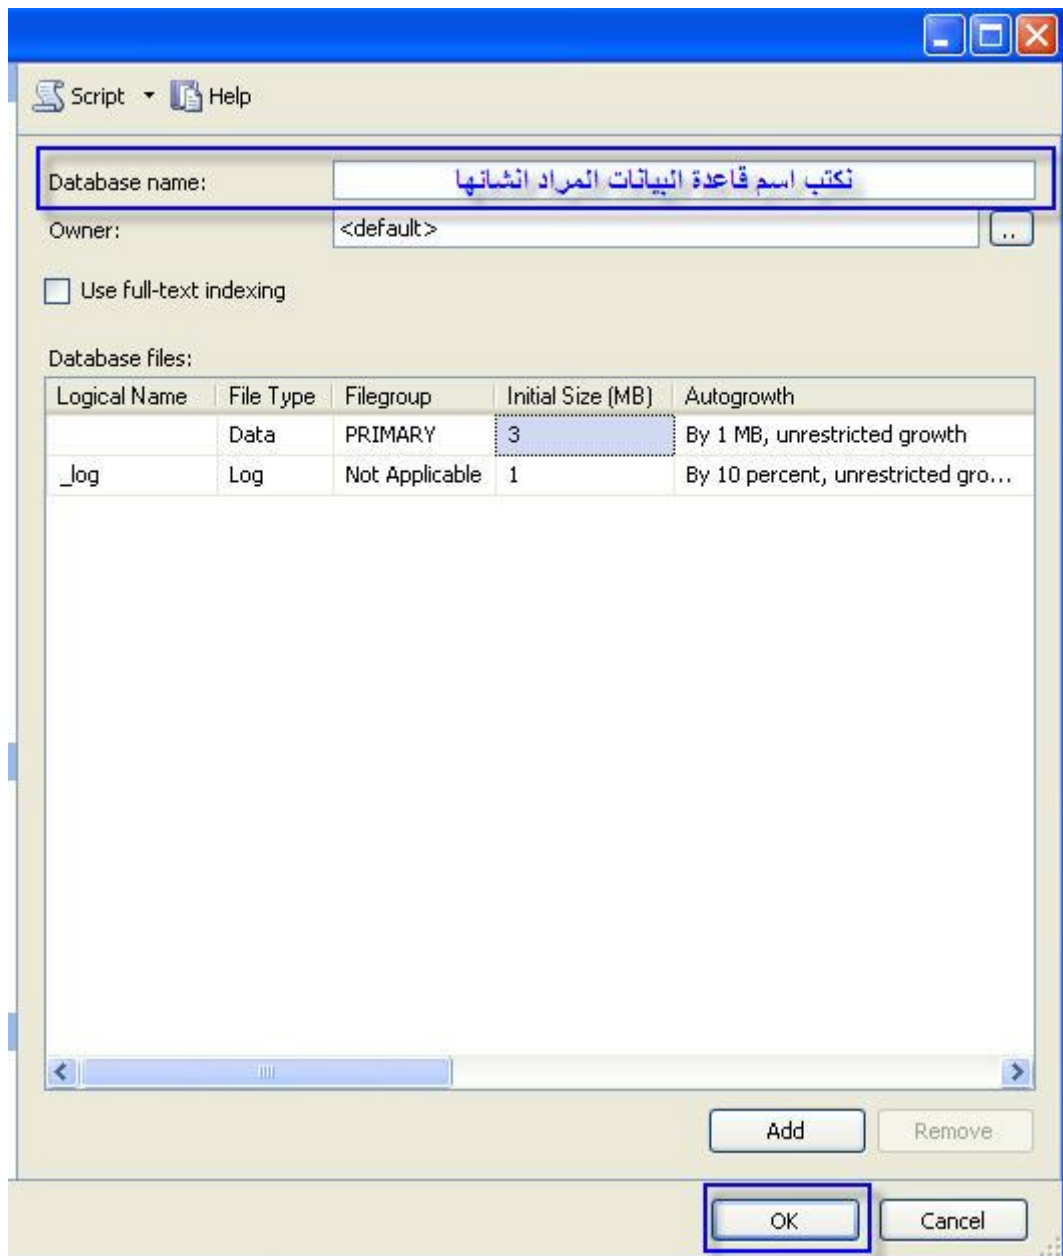 Script Help
Database name: نكتب اسم قاعدة البيانات المراد انشائها
Owner: <default> ..
Use full-text indexing
Database files:
Logical Name File Type Filegroup Initial Size (MB) Autogrowth
Data PRIMARY 3 By 1 MB, unrestricted growth
_log Log Not Applicable 1 By 10 percent, unrestricted gro...
Add Remove
OK Cancel